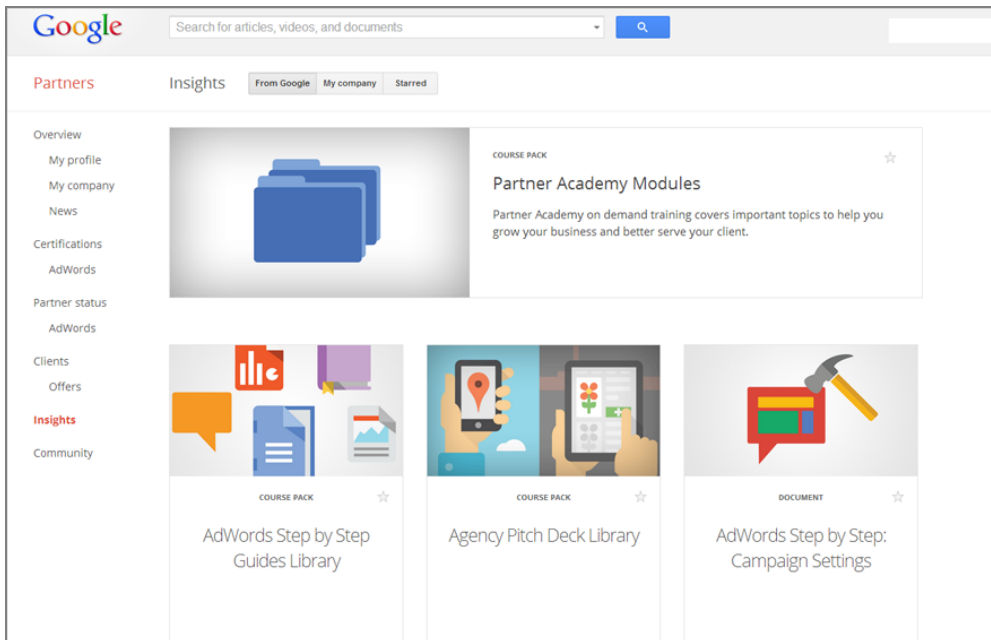 Google
Search for articles, videos, and documents
Partners
Insights
From Google
My company
Starred
Overview
My profile
My company
News
Certifications
AdWords
Partner status
AdWords
Clients
Offers
Insights
Community
COURSE PACK
Partner Academy Modules
Partner Academy on demand training covers important topics to help you
grow your business and better serve your client.
COURSE PACK
AdWords Step by Step
Guides Library
COURSE PACK
Agency Pitch Deck Library
DOCUMENT
AdWords Step by Step:
Campaign Settings